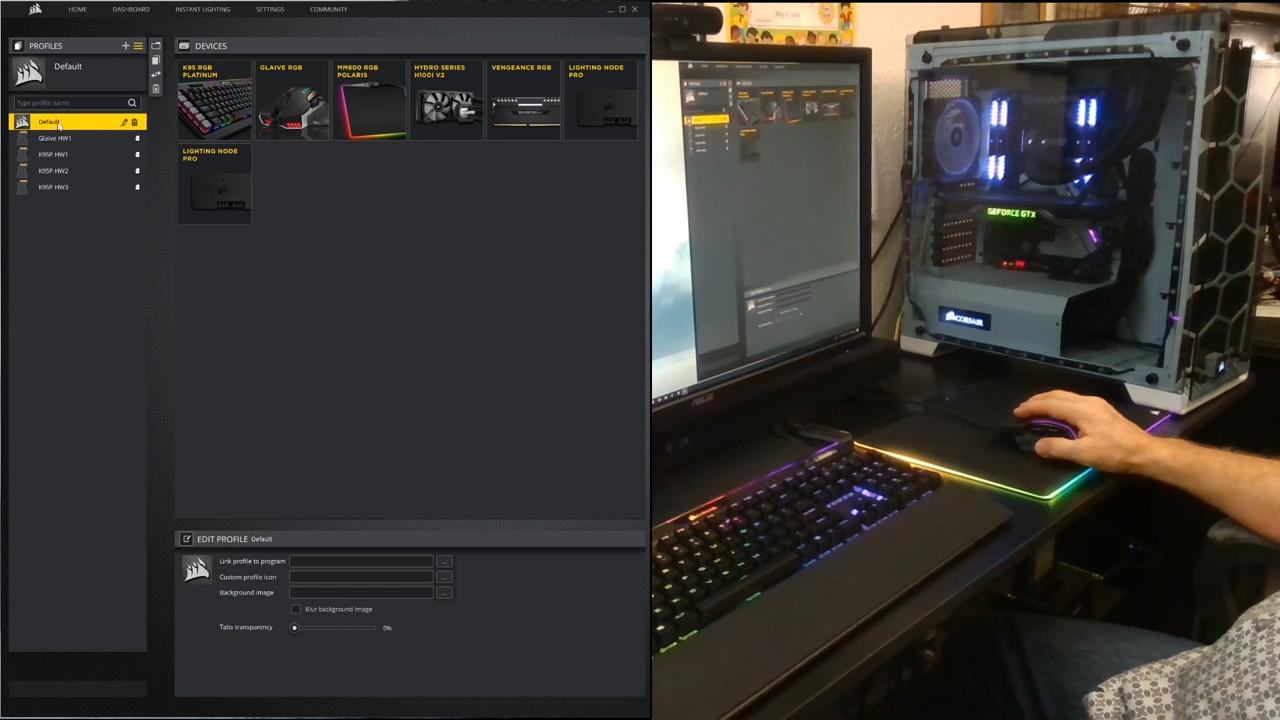 HOME DASHBOARD INSTANT LIGHTING SETTINGS COMMUNITY
PROFILES
Default
Type profile name
Default
Glaive HW1
K95P HW1
K95P HW2
K95P HW3
DEVICES
K95 RGB PLATINUM
GLAIVE RGB
MM800 RGB POLARIS
HYDRO SERIES H100I V2
VENGEANCE RGB
LIGHTING NODE PRO
LIGHTING NODE PRO
EDIT PROFILE Default
Link profile to program ...
Custom profile icon ...
Background image ...
Blur background image
Tabs transparency 0%
GEFORCE GTX
CORSAIR
ASUS